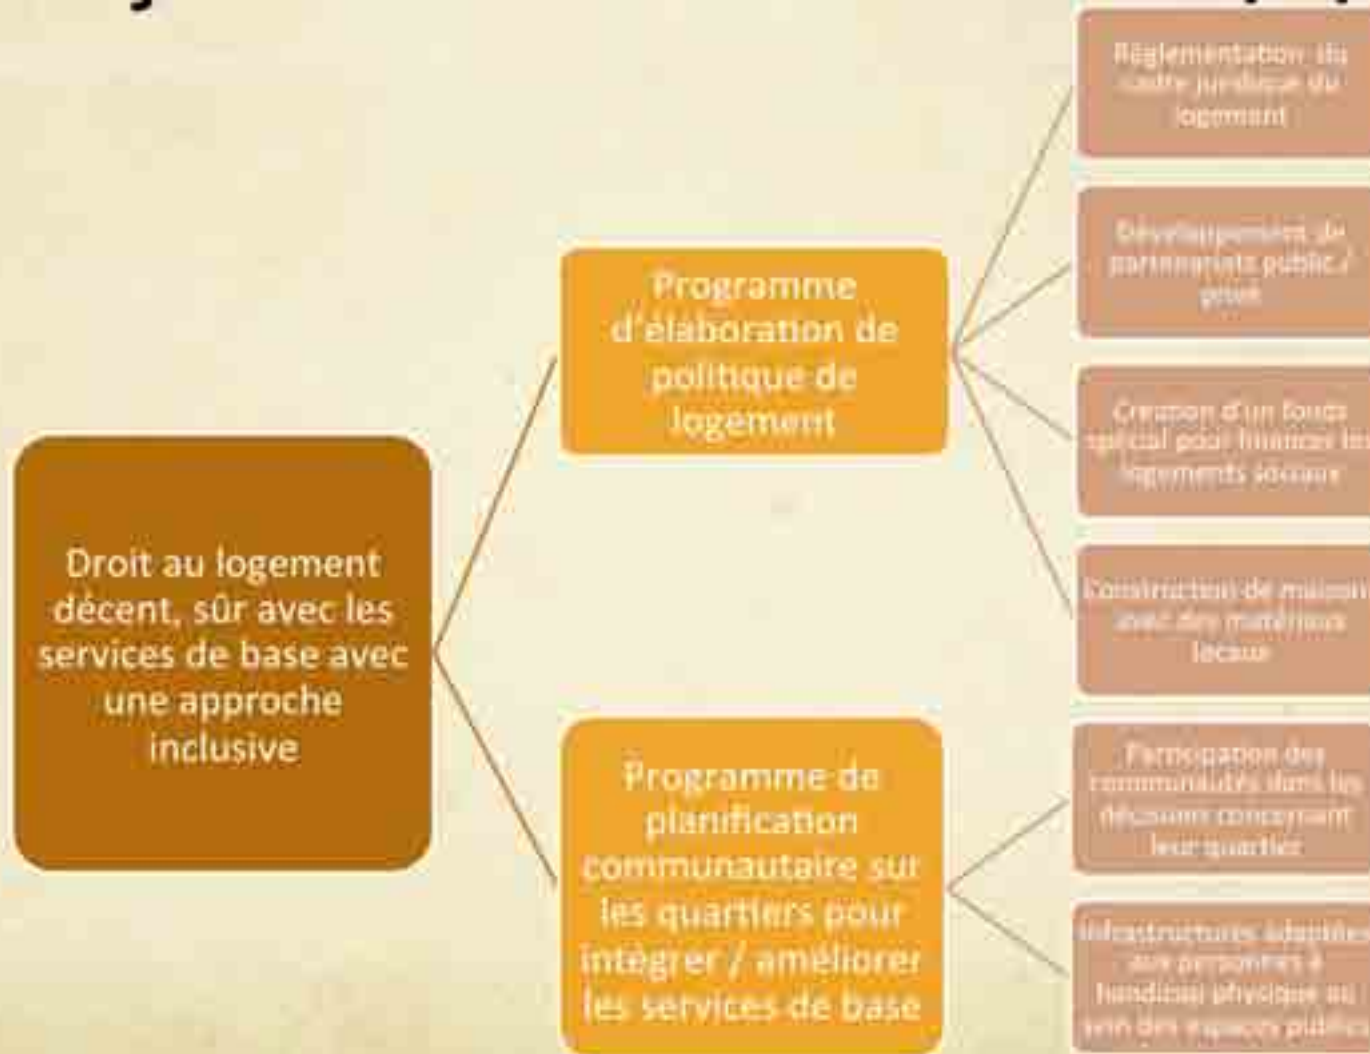 Droit au logement
décent, sûr avec les
services de base avec
une approche
inclusive
Programme
d'élaboration de
politique de
logement
Programme de
planification
communautaire sur
les quartiers pour
intégrer / améliorer
les services de base
Règlementation du
cadre juridique du
logement
Développement de
partenariats public /
privé
Création d'un fonds
spécial pour financer
logements sociaux
Construction de maisons
avec des matériaux
locaux
Participation des
communautés dans les
décisions concernant
leur quartier
Infrastructures adaptées
aux personnes à
handicap physique au
sein des espaces publics